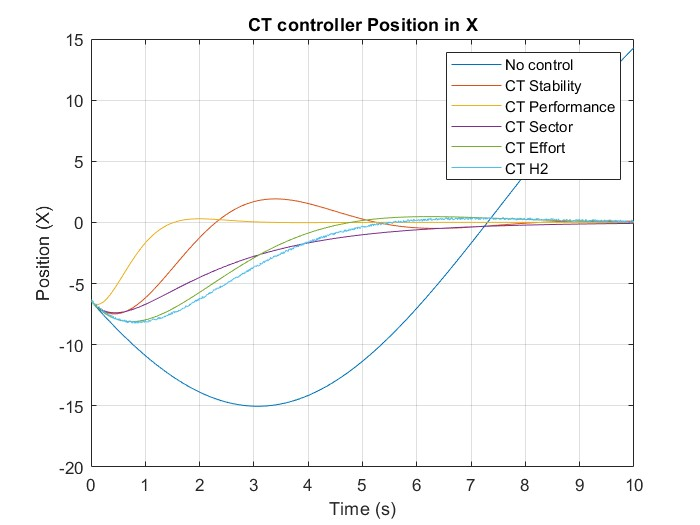 CT controller Position in X
15
10
5
0
-5
-10
-15
-20
Position (X)
No control
CT Stability
CT Performance
CT Sector
CT Effort
CT H2
0 1 2 3 4 5 6 7 8 9 10
Time (s)